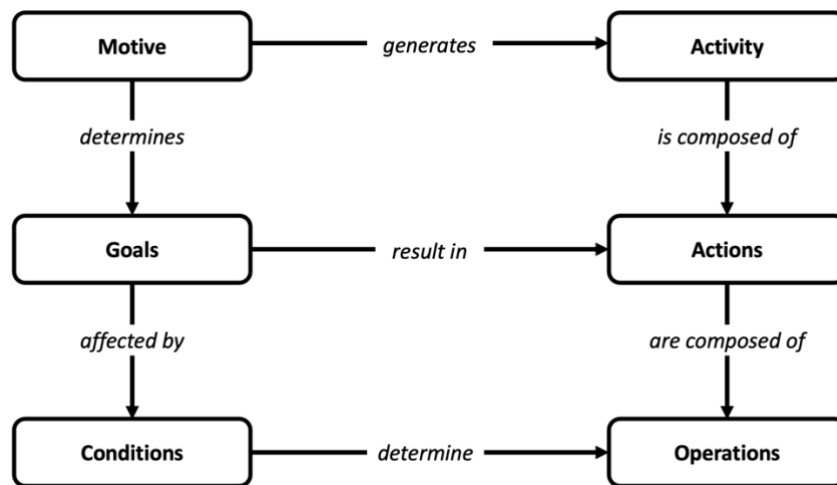 Motive
generates
Activity
determines
is composed of
Goals
result in
Actions
affected by
are composed of
Conditions
determine
Operations